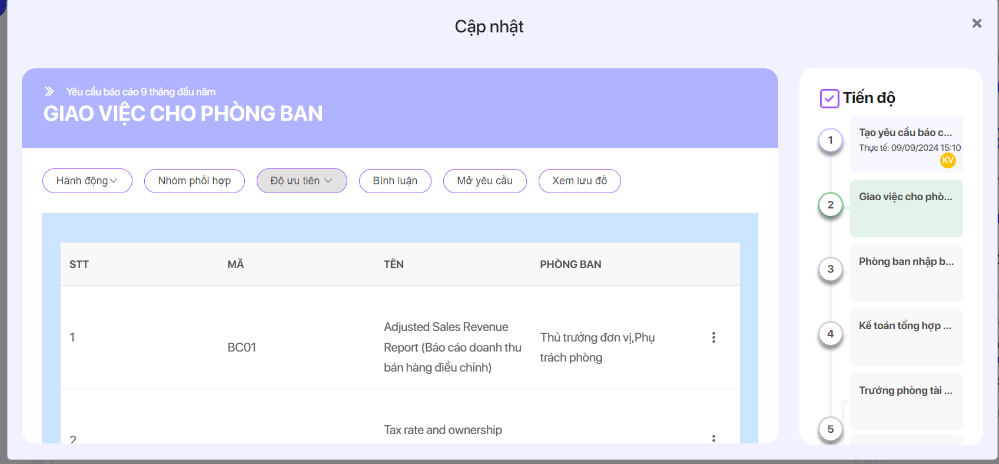 Cập nhật
Yêu cầu báo cáo 9 tháng đầu năm
GIAO VIỆC CHO PHÒNG BAN
Hành động
Nhóm phối hợp
Độ ưu tiên
Bình luận
Mở yêu cầu
Xem lưu đồ
STT
MÃ
TÊN
PHÒNG BAN
1
BC01
Adjusted Sales Revenue
Report (Báo cáo doanh thu
bán hàng điều chỉnh)
Thủ trưởng đơn vị,Phụ
trách phòng
2
Tax rate and ownership
Tiến độ
1
Tạo yêu cầu báo c...
Thực tế: 09/09/2024 15:10
KV
2
Giao việc cho phò...
3
Phòng ban nhập b...
4
Kế toán tổng hợp ...
Trưởng phòng tài ...
5